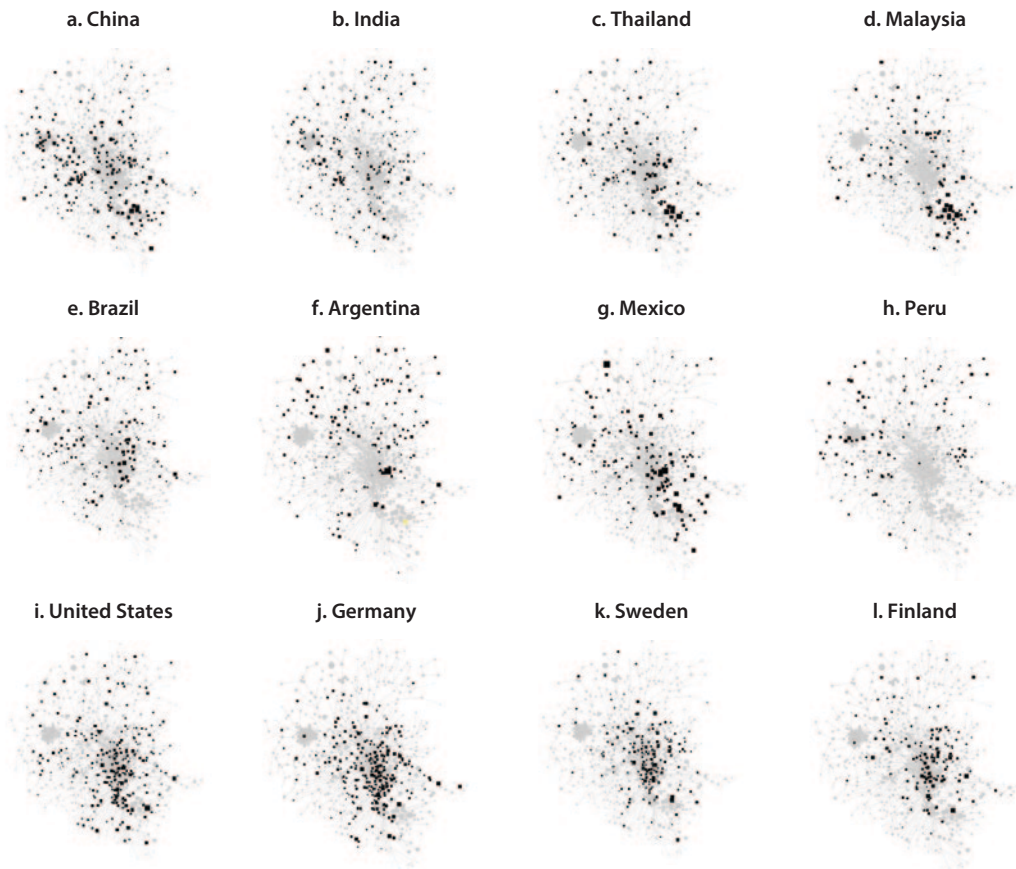 a. China
b. India
c. Thailand
d. Malaysia
e. Brazil
f. Argentina
g. Mexico
h. Peru
i. United States
j. Germany
k. Sweden
l. Finland